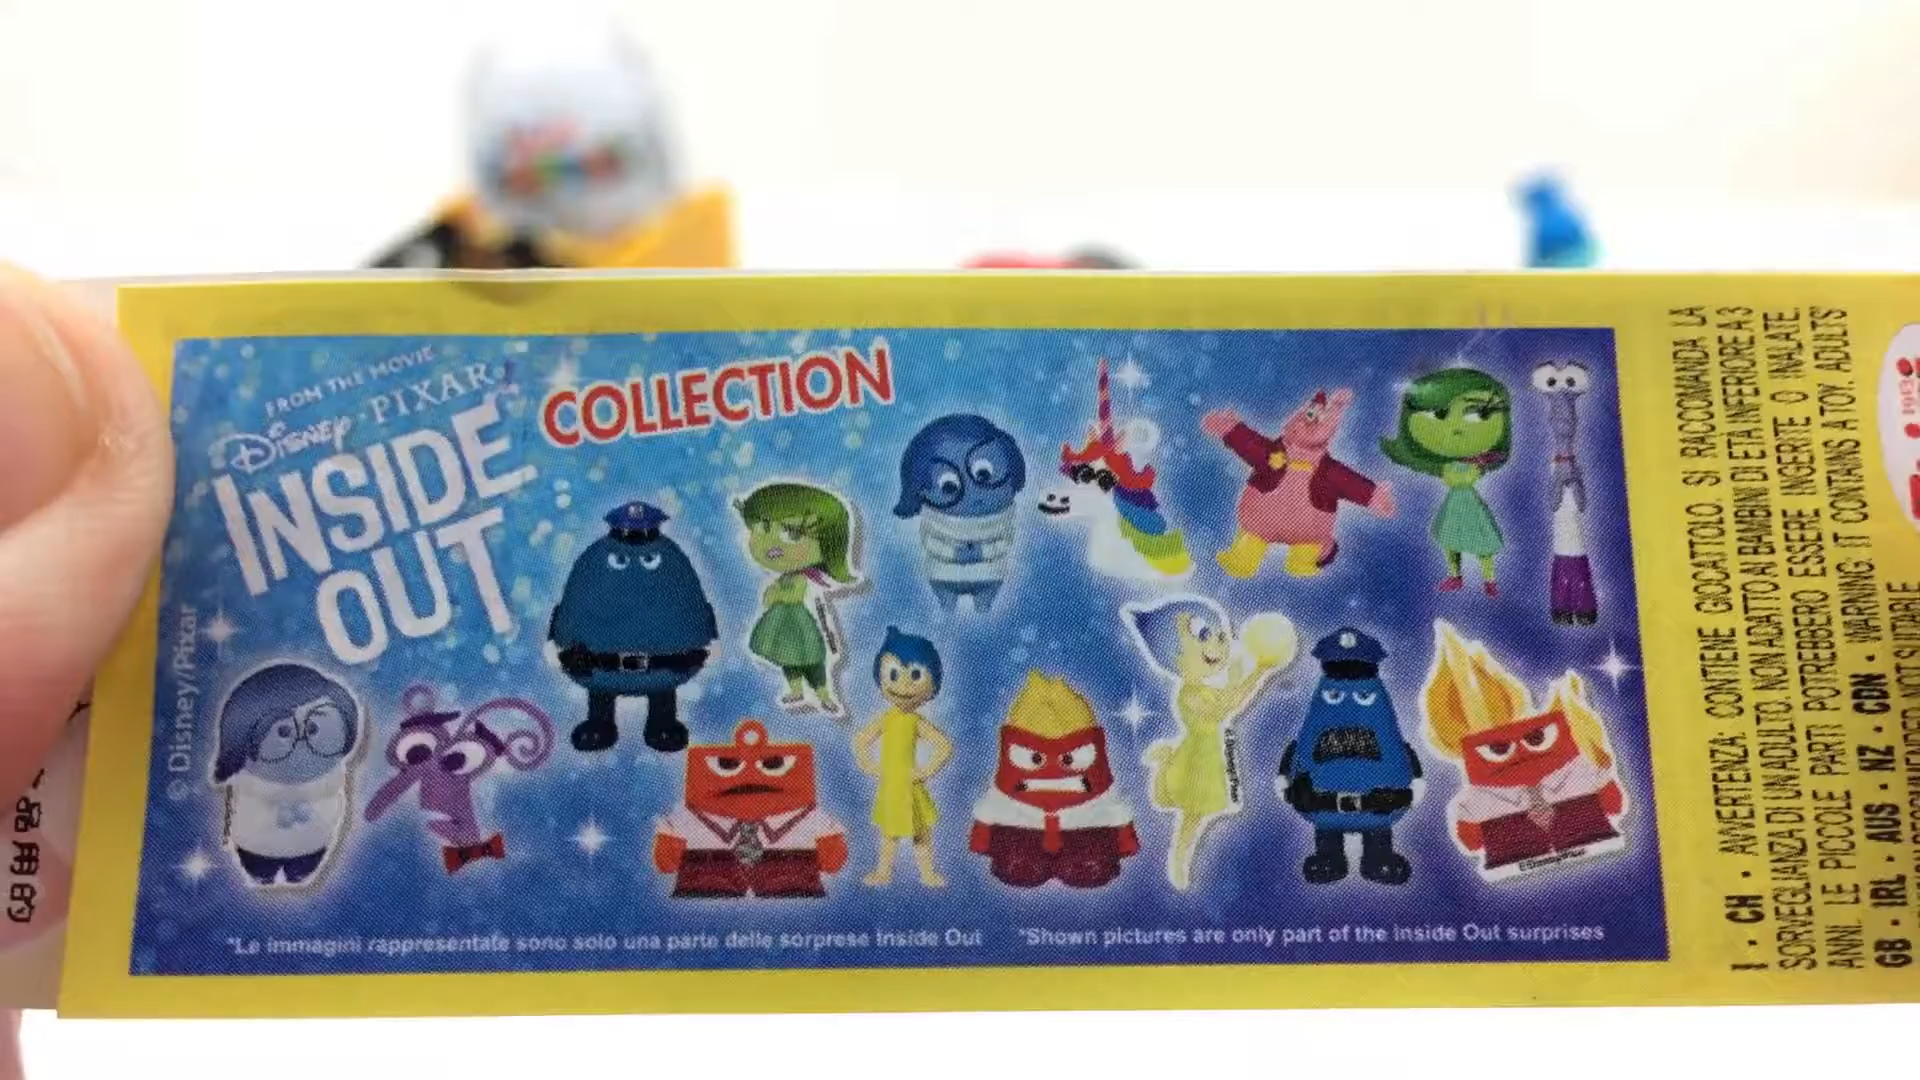 FROM THE MOVIE
DISNEY · PIXAR
INSIDE
OUT
COLLECTION
© Disney/Pixar
*Le immagini rappresentate sono solo una parte delle sorprese Inside Out
*Shown pictures are only part of the Inside Out surprises
I • CH • AVVERTENZA: CONTIENE GIOCATTOLO. SI RACCOMANDA LA
SORVEGLIANZA DI UN ADULTO. NON ADATTO AI BAMBINI DI ETÀ INFERIORE A 3
ANNI. LE PICCOLE PARTI POTREBBERO ESSERE INGERITE O INALATE.
GB • IRL • AUS • NZ • CDN • WARNING: IT CONTAINS A TOY. ADULTS